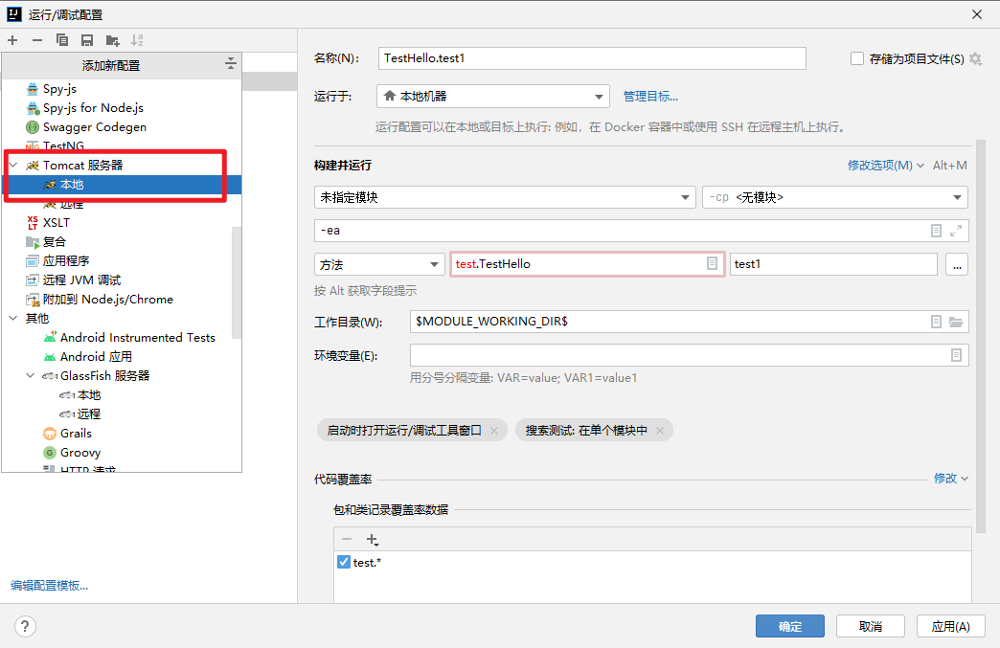 运行/调试配置
添加新配置
Spy-js
Spy-js for Node.js
Swagger Codegen
TestNG
Tomcat 服务器
本地
远程
XSLT
复合
应用程序
远程 JVM 调试
附加到 Node.js/Chrome
其他
Android Instrumented Tests
Android 应用
GlassFish 服务器
本地
远程
Grails
Groovy
HTTP 请求
编辑配置模板...
名称(N): TestHello.test1 存储为项目文件(S)
运行于: 本地机器 管理目标...
运行配置可以在本地或目标上执行: 例如，在 Docker 容器中或使用 SSH 在远程主机上执行。
构建并运行 修改选项(M) Alt+M
未指定模块 -cp <无模块>
-ea
方法 test.TestHello test1 ...
按 Alt 获取字段提示
工作目录(W): $MODULE_WORKING_DIR$
环境变量(E):
用分号分隔变量: VAR=value; VAR1=value1
启动时打开运行/调试工具窗口 搜索测试: 在单个模块中
代码覆盖率 修改
包和类记录覆盖率数据
test.*
? 确定 取消 应用(A)